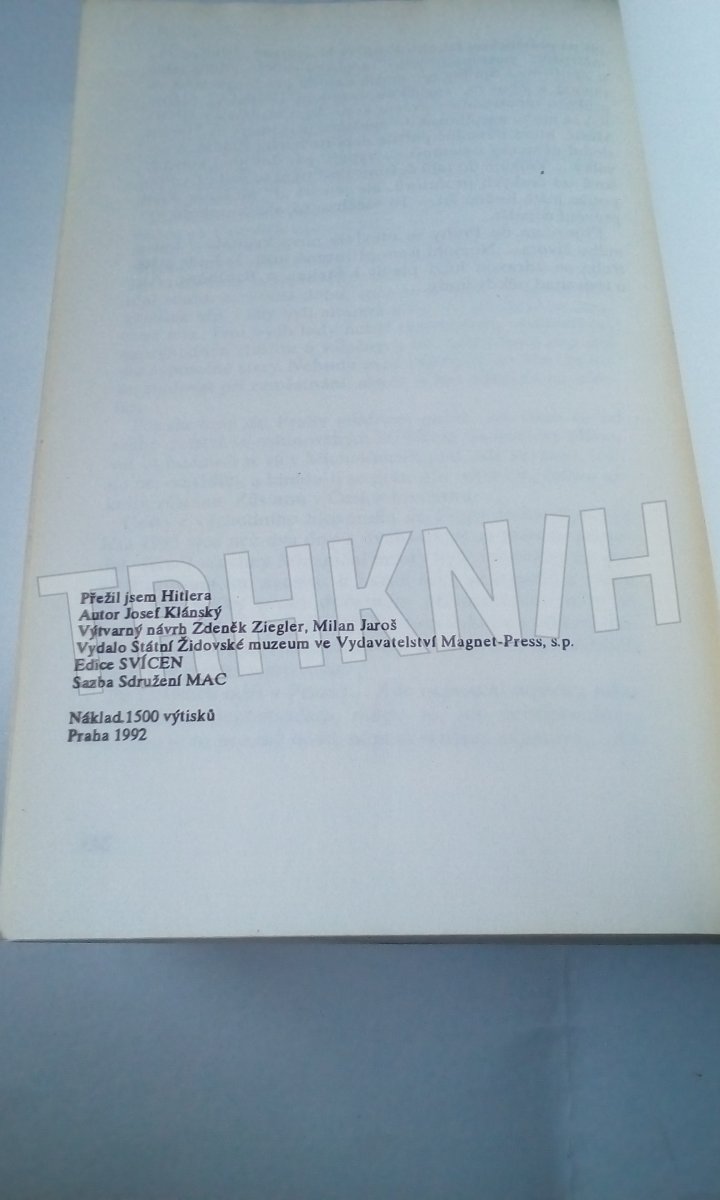 Přežil jsem Hitlera
Autor Josef Klánský
Výtvarný návrh Zdeněk Ziegler, Milan Jaroš
Vydalo Státní Židovské muzeum ve Vydavatelství Magnet-Press, s.p.
Edice SVÍCEN
Sazba Sdružení MAC
Náklad 1500 výtisků
Praha 1992
TRHKNIH